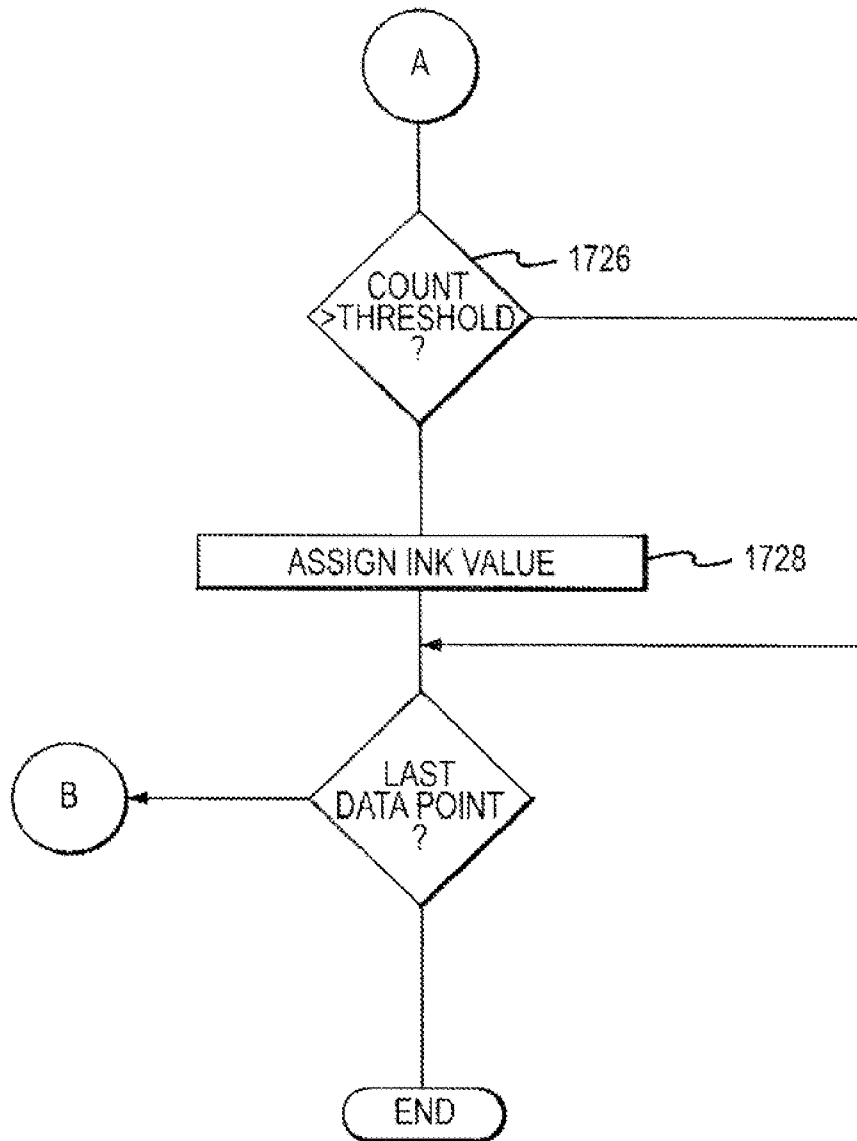 A
1726
COUNT
>THRESHOLD
?
ASSIGN INK VALUE
1728
LAST
DATA POINT
?
B
END